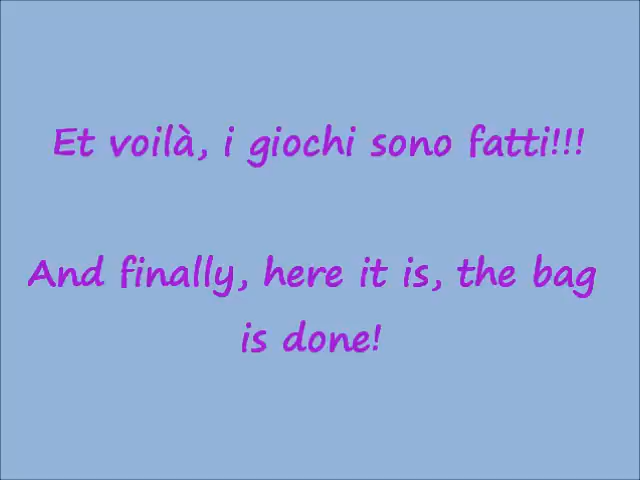 Et voilà, i giochi sono fatti!!!
And finally, here it is, the bag
is done!